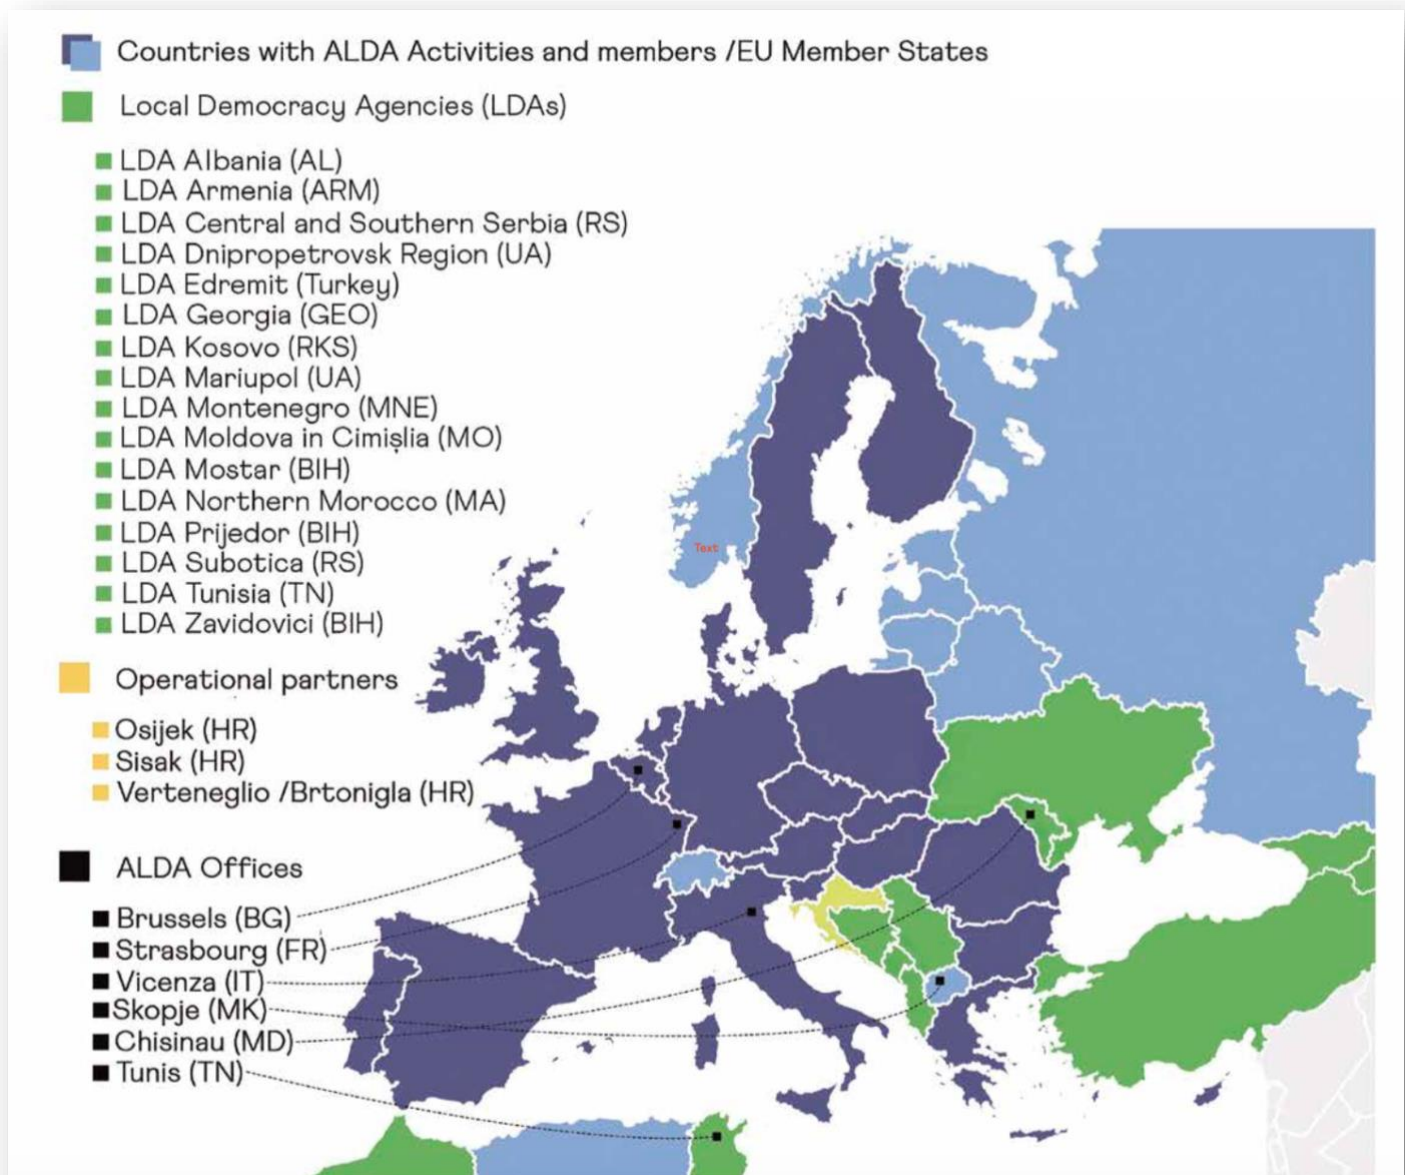 Countries with ALDA Activities and members /EU Member States
Local Democracy Agencies (LDAs)
LDA Albania (AL)
LDA Armenia (ARM)
LDA Central and Southern Serbia (RS)
LDA Dnipropetrovsk Region (UA)
LDA Edremit (Turkey)
LDA Georgia (GEO)
LDA Kosovo (RKS)
LDA Mariupol (UA)
LDA Montenegro (MNE)
LDA Moldova in Cimișlia (MO)
LDA Mostar (BIH)
LDA Northern Morocco (MA)
LDA Prijedor (BIH)
LDA Subotica (RS)
LDA Tunisia (TN)
LDA Zavidovici (BIH)
Operational partners
Osijek (HR)
Sisak (HR)
Verteneglio /Brtonigla (HR)
ALDA Offices
Brussels (BG)
Strasbourg (FR)
Vicenza (IT)
Skopje (MK)
Chisinau (MD)
Tunis (TN)
Text